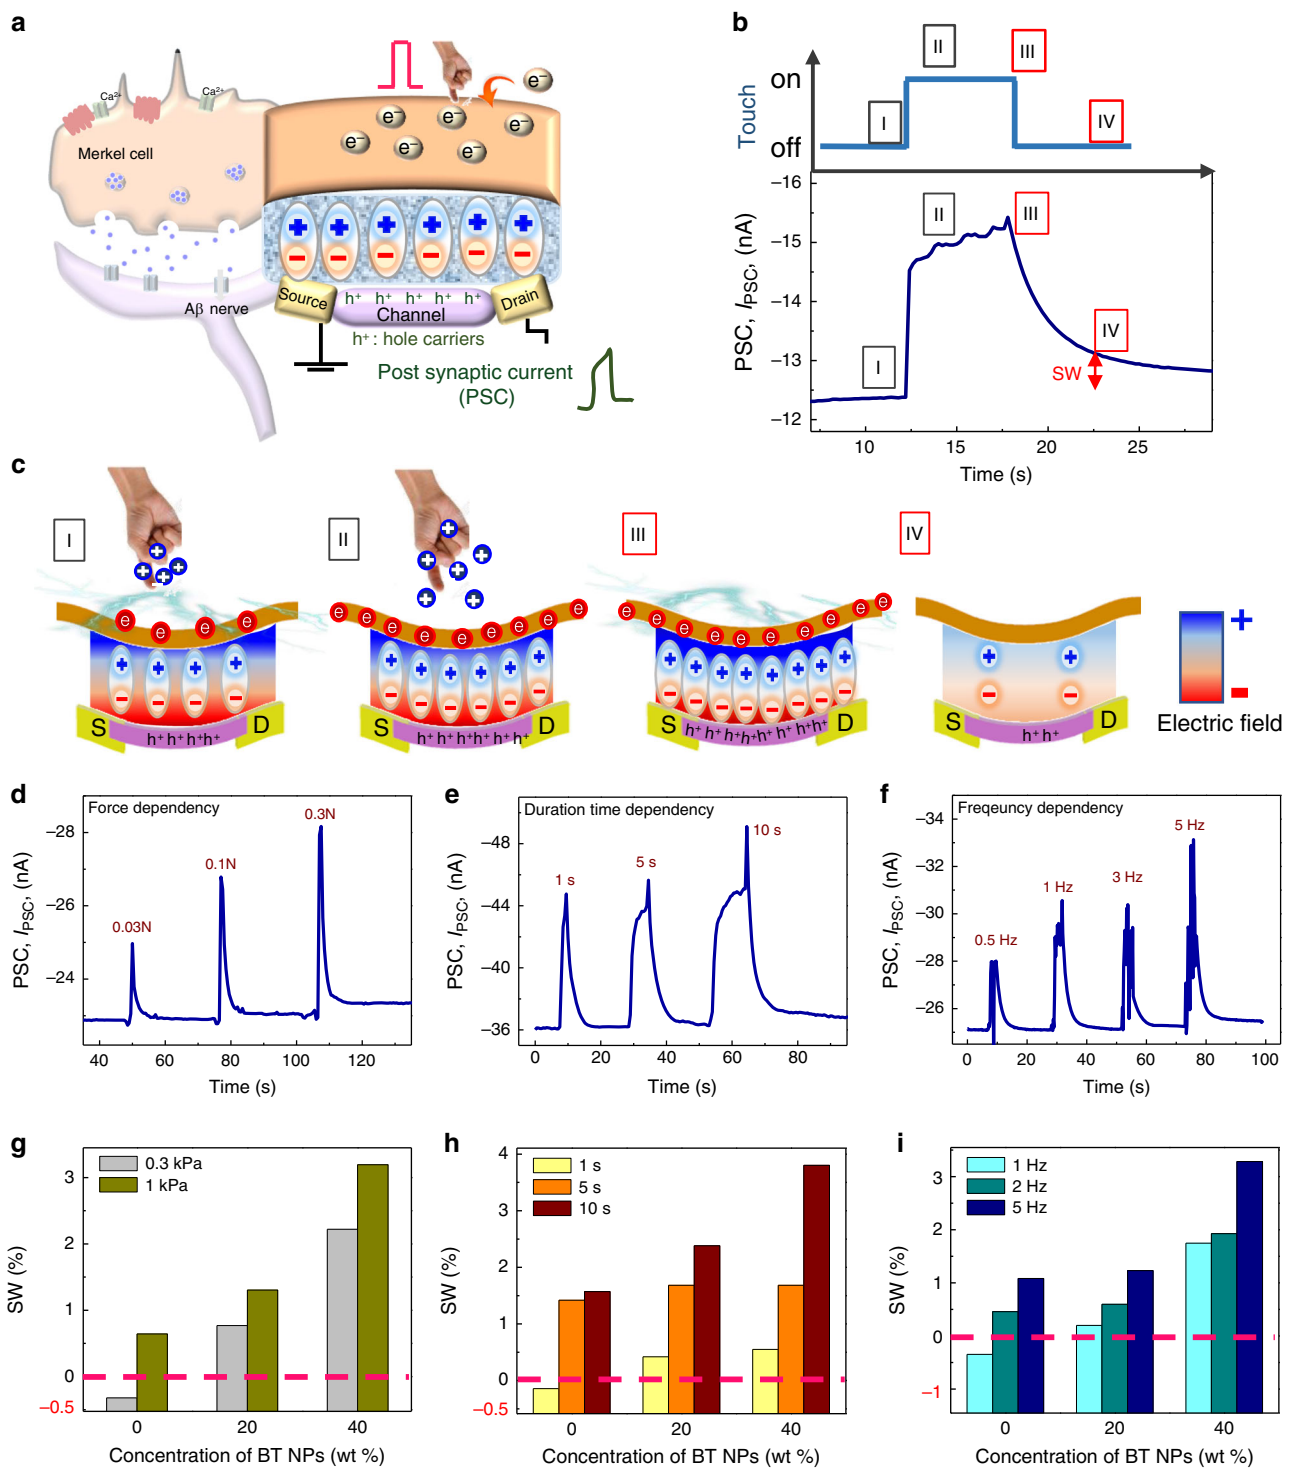 a
Ca²⁺
Ca²⁺
Merkel cell
Aβ nerve
e⁻
e⁻
e⁻
e⁻
e⁻
e⁻
e⁻
Source
h⁺ h⁺ h⁺ h⁺ h⁺
Channel
Drain
h⁺ : hole carriers
Post synaptic current
(PSC)
b
Touch
on
off
I
II
III
IV
PSC, I_PSC, (nA)
−16
−15
−14
−13
−12
I
II
III
IV
SW
10 15 20 25
Time (s)
c
I
II
III
IV
e e e e
e e e e e e e e e
e e e e e e e e e
S
h⁺ h⁺ h⁺h⁺
D
S
h⁺ h⁺ h⁺h⁺ h⁺ h⁺
D
S
h⁺ h⁺ h⁺h⁺ h⁺ h⁺h⁺
D
S
h⁺ h⁺
D
Electric field
d
Force dependency
0.03N
0.1N
0.3N
PSC, I_PSC, (nA)
−28
−26
−24
40 60 80 100 120
Time (s)
e
Duration time dependency
1 s
5 s
10 s
PSC, I_PSC, (nA)
−48
−44
−40
−36
0 20 40 60 80
Time (s)
f
Freqeuncy dependency
0.5 Hz
1 Hz
3 Hz
5 Hz
PSC, I_PSC, (nA)
−34
−32
−30
−28
−26
0 20 40 60 80 100
Time (s)
g
0.3 kPa
1 kPa
SW (%)
3
2
1
0
−0.5
0 20 40
Concentration of BT NPs (wt %)
h
1 s
5 s
10 s
SW (%)
4
3
2
1
0
−0.5
0 20 40
Concentration of BT NPs (wt %)
i
1 Hz
2 Hz
5 Hz
SW (%)
3
2
1
0
−1
0 20 40
Concentration of BT NPs (wt %)